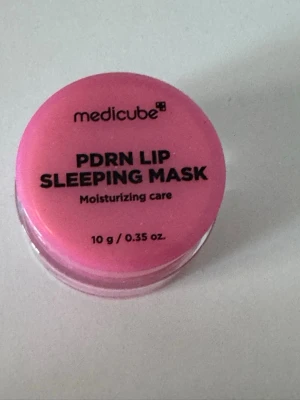 medicube
PDRN LIP
SLEEPING MASK
Moisturizing care
10 g / 0.35 oz.